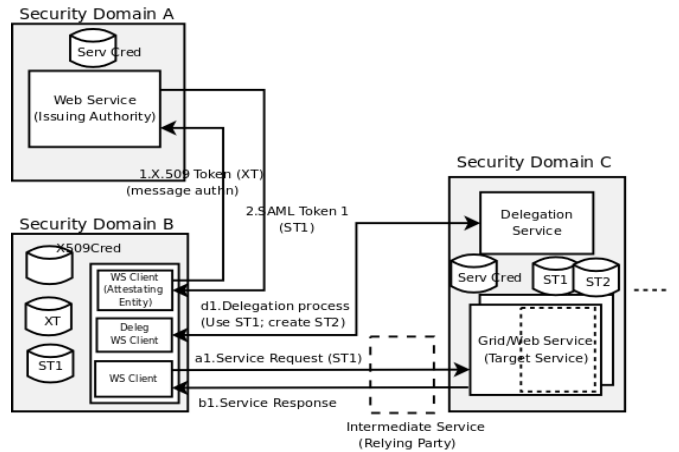 Security Domain A
Serv Cred
Web Service
(Issuing Authority)
1.X.509 Token (XT)
(message authn)
2.SAML Token 1
(ST1)
Security Domain B
X509Cred
XT
ST1
WS Client
(Attestating
Entity)
Deleg
WS Client
WS Client
d1.Delegation process
(Use ST1; create ST2)
a1.Service Request (ST1)
b1.Service Response
Intermediate Service
(Relying Party)
Security Domain C
Delegation
Service
Serv Cred
ST1
ST2
Grid/Web Service
(Target Service)